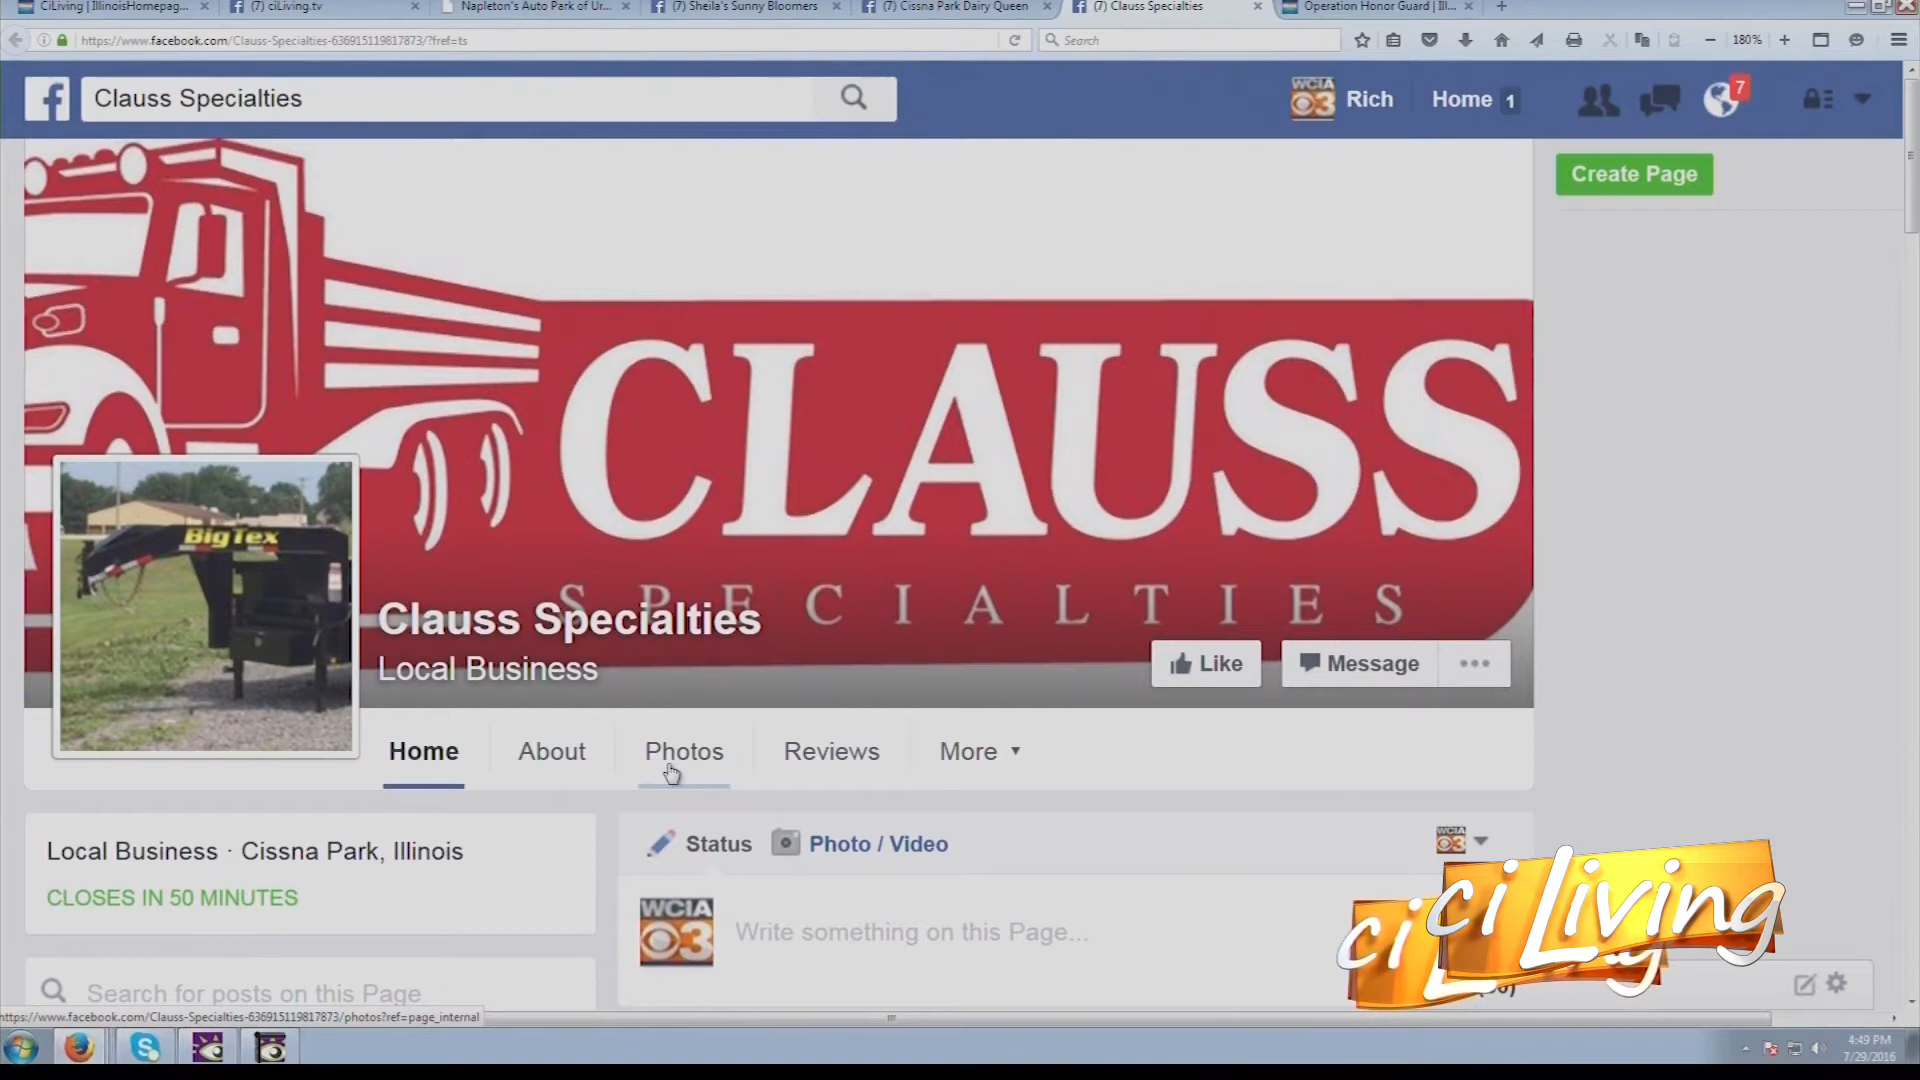 CiLiving | IllinoisHomepag...
(7) ciLiving.tv
Napleton's Auto Park of Ur...
(7) Sheila's Sunny Bloomers
(7) Cissna Park Dairy Queen
(7) Clauss Specialties
Operation Honor Guard | Ill...
https://www.facebook.com/Clauss-Specialties-636915119817873/?fref=ts
Search
180%
Clauss Specialties
WCIA 3
Rich
Home 1
7
Create Page
CLAUSS
SPECIALTIES
BigTex
Clauss Specialties
Local Business
Like
Message
Home
About
Photos
Reviews
More
Local Business · Cissna Park, Illinois
CLOSES IN 50 MINUTES
Status
Photo / Video
WCIA 3
WCIA 3
Write something on this Page...
ci Living
Search for posts on this Page
https://www.facebook.com/Clauss-Specialties-636915119817873/photos?ref=page_internal
4:49 PM
7/29/2016